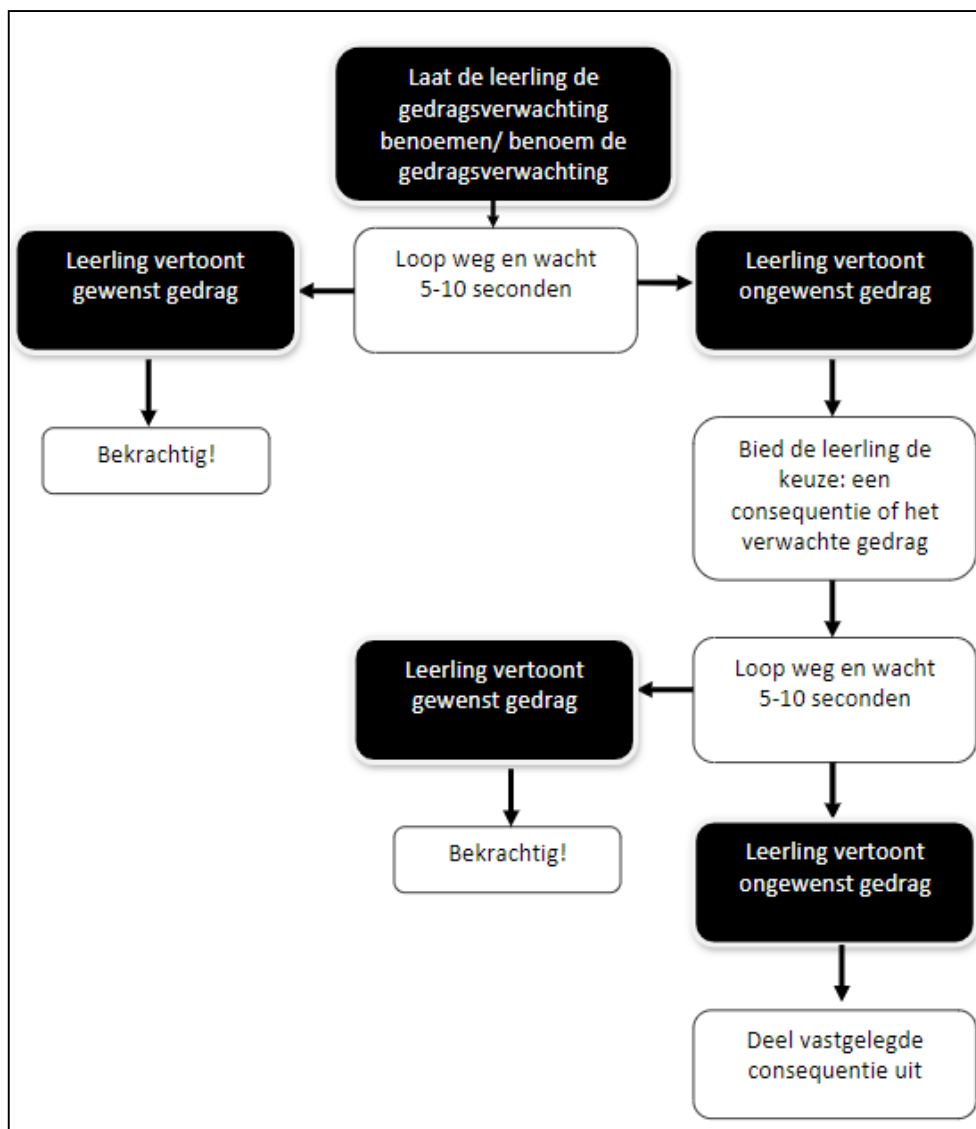 Laat de leerling de
gedragsverwachting
benoemen/ benoem de
gedragsverwachting
Leerling vertoont
gewenst gedrag
Loop weg en wacht
5-10 seconden
Leerling vertoont
ongewenst gedrag
Bekrachtig!
Bied de leerling de
keuze: een
consequentie of het
verwachte gedrag
Leerling vertoont
gewenst gedrag
Loop weg en wacht
5-10 seconden
Bekrachtig!
Leerling vertoont
ongewenst gedrag
Deel vastgelegde
consequentie uit